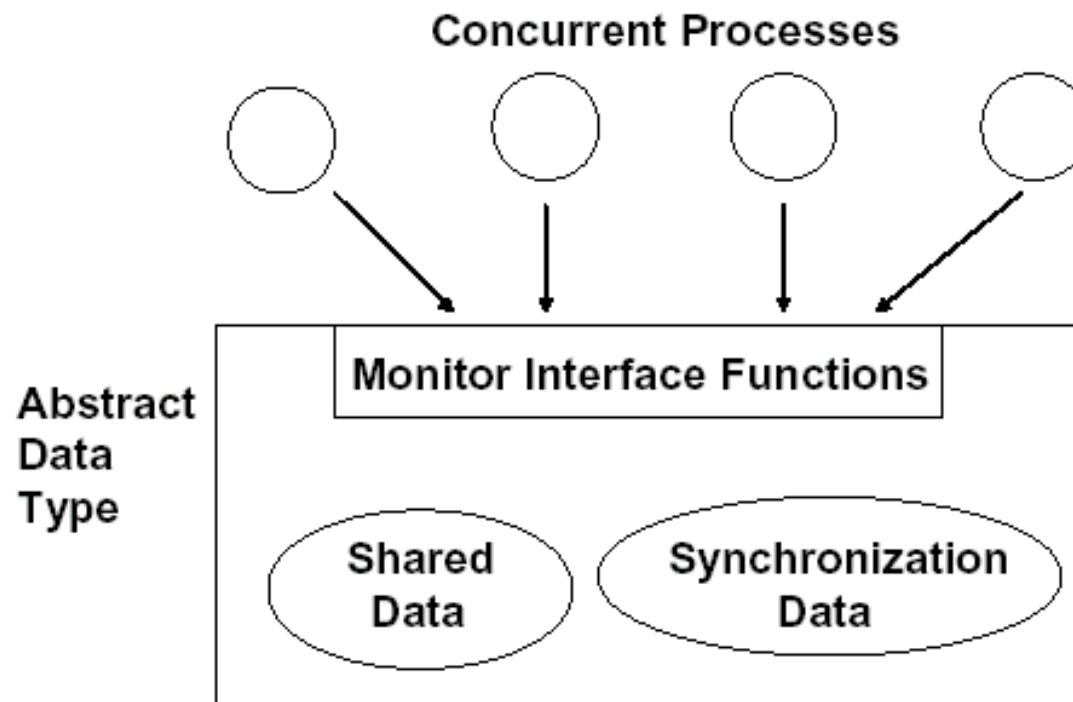 Concurrent Processes
Monitor Interface Functions
Abstract
Data
Type
Shared
Data
Synchronization
Data